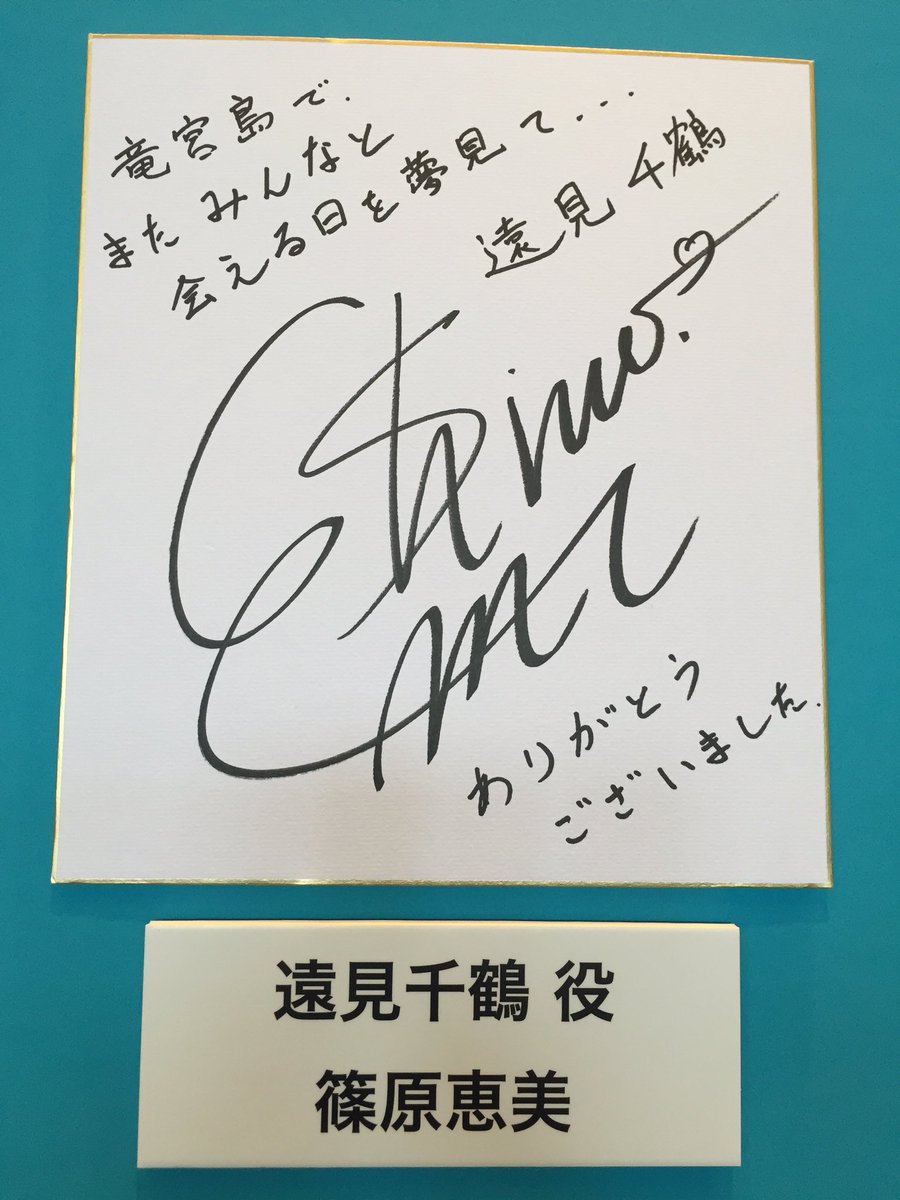 竜宮島で、
またみんなと
会える日を夢見て・・・
遠見千鶴
ありがとう
ございました。
遠見千鶴 役
篠原恵美